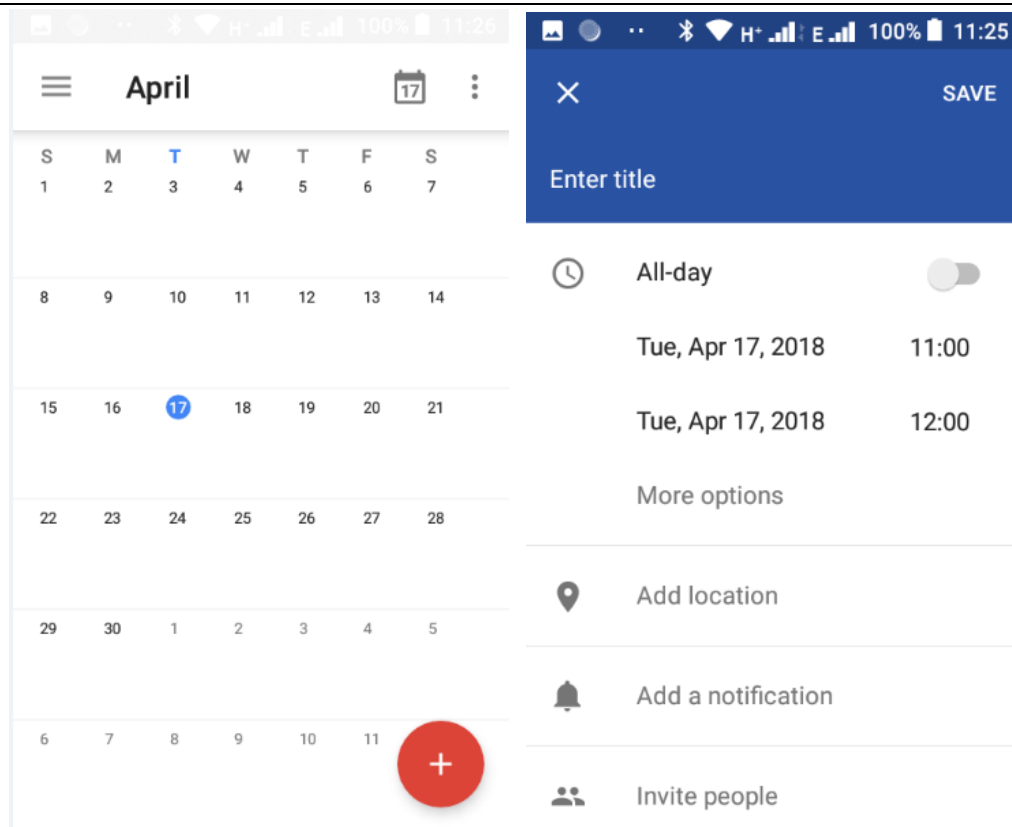 H+ E 100% 11:26
April 17
S M T W T F S
1 2 3 4 5 6 7
8 9 10 11 12 13 14
15 16 17 18 19 20 21
22 23 24 25 26 27 28
29 30 1 2 3 4 5
6 7 8 9 10 11
+
H+ E 100% 11:25
SAVE
Enter title
All-day
Tue, Apr 17, 2018 11:00
Tue, Apr 17, 2018 12:00
More options
Add location
Add a notification
Invite people